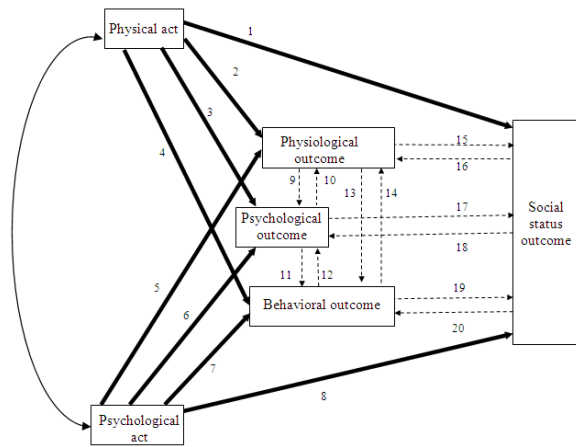 Physical act
1
2
3
4
Physiological
outcome
15
16
9
10
13
14
Psychological
outcome
17
18
Social
status
outcome
5
6
11
12
Behavioral outcome
19
20
7
8
Psychological
act